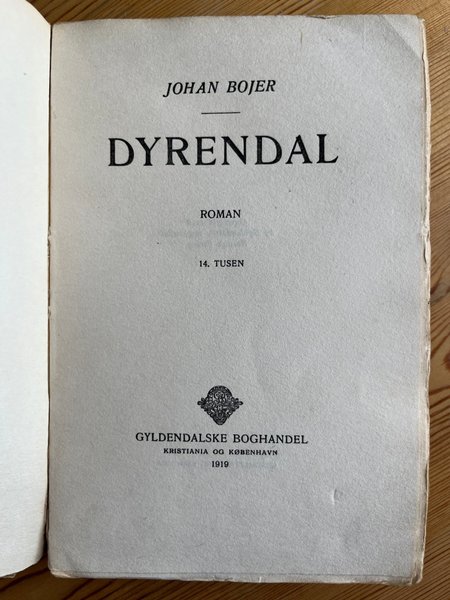 JOHAN BOJER
DYRENDAL
ROMAN
14. TUSEN
GYLDENDALSKE BOGHANDEL
KRISTIANIA OG KØBENHAVN
1919